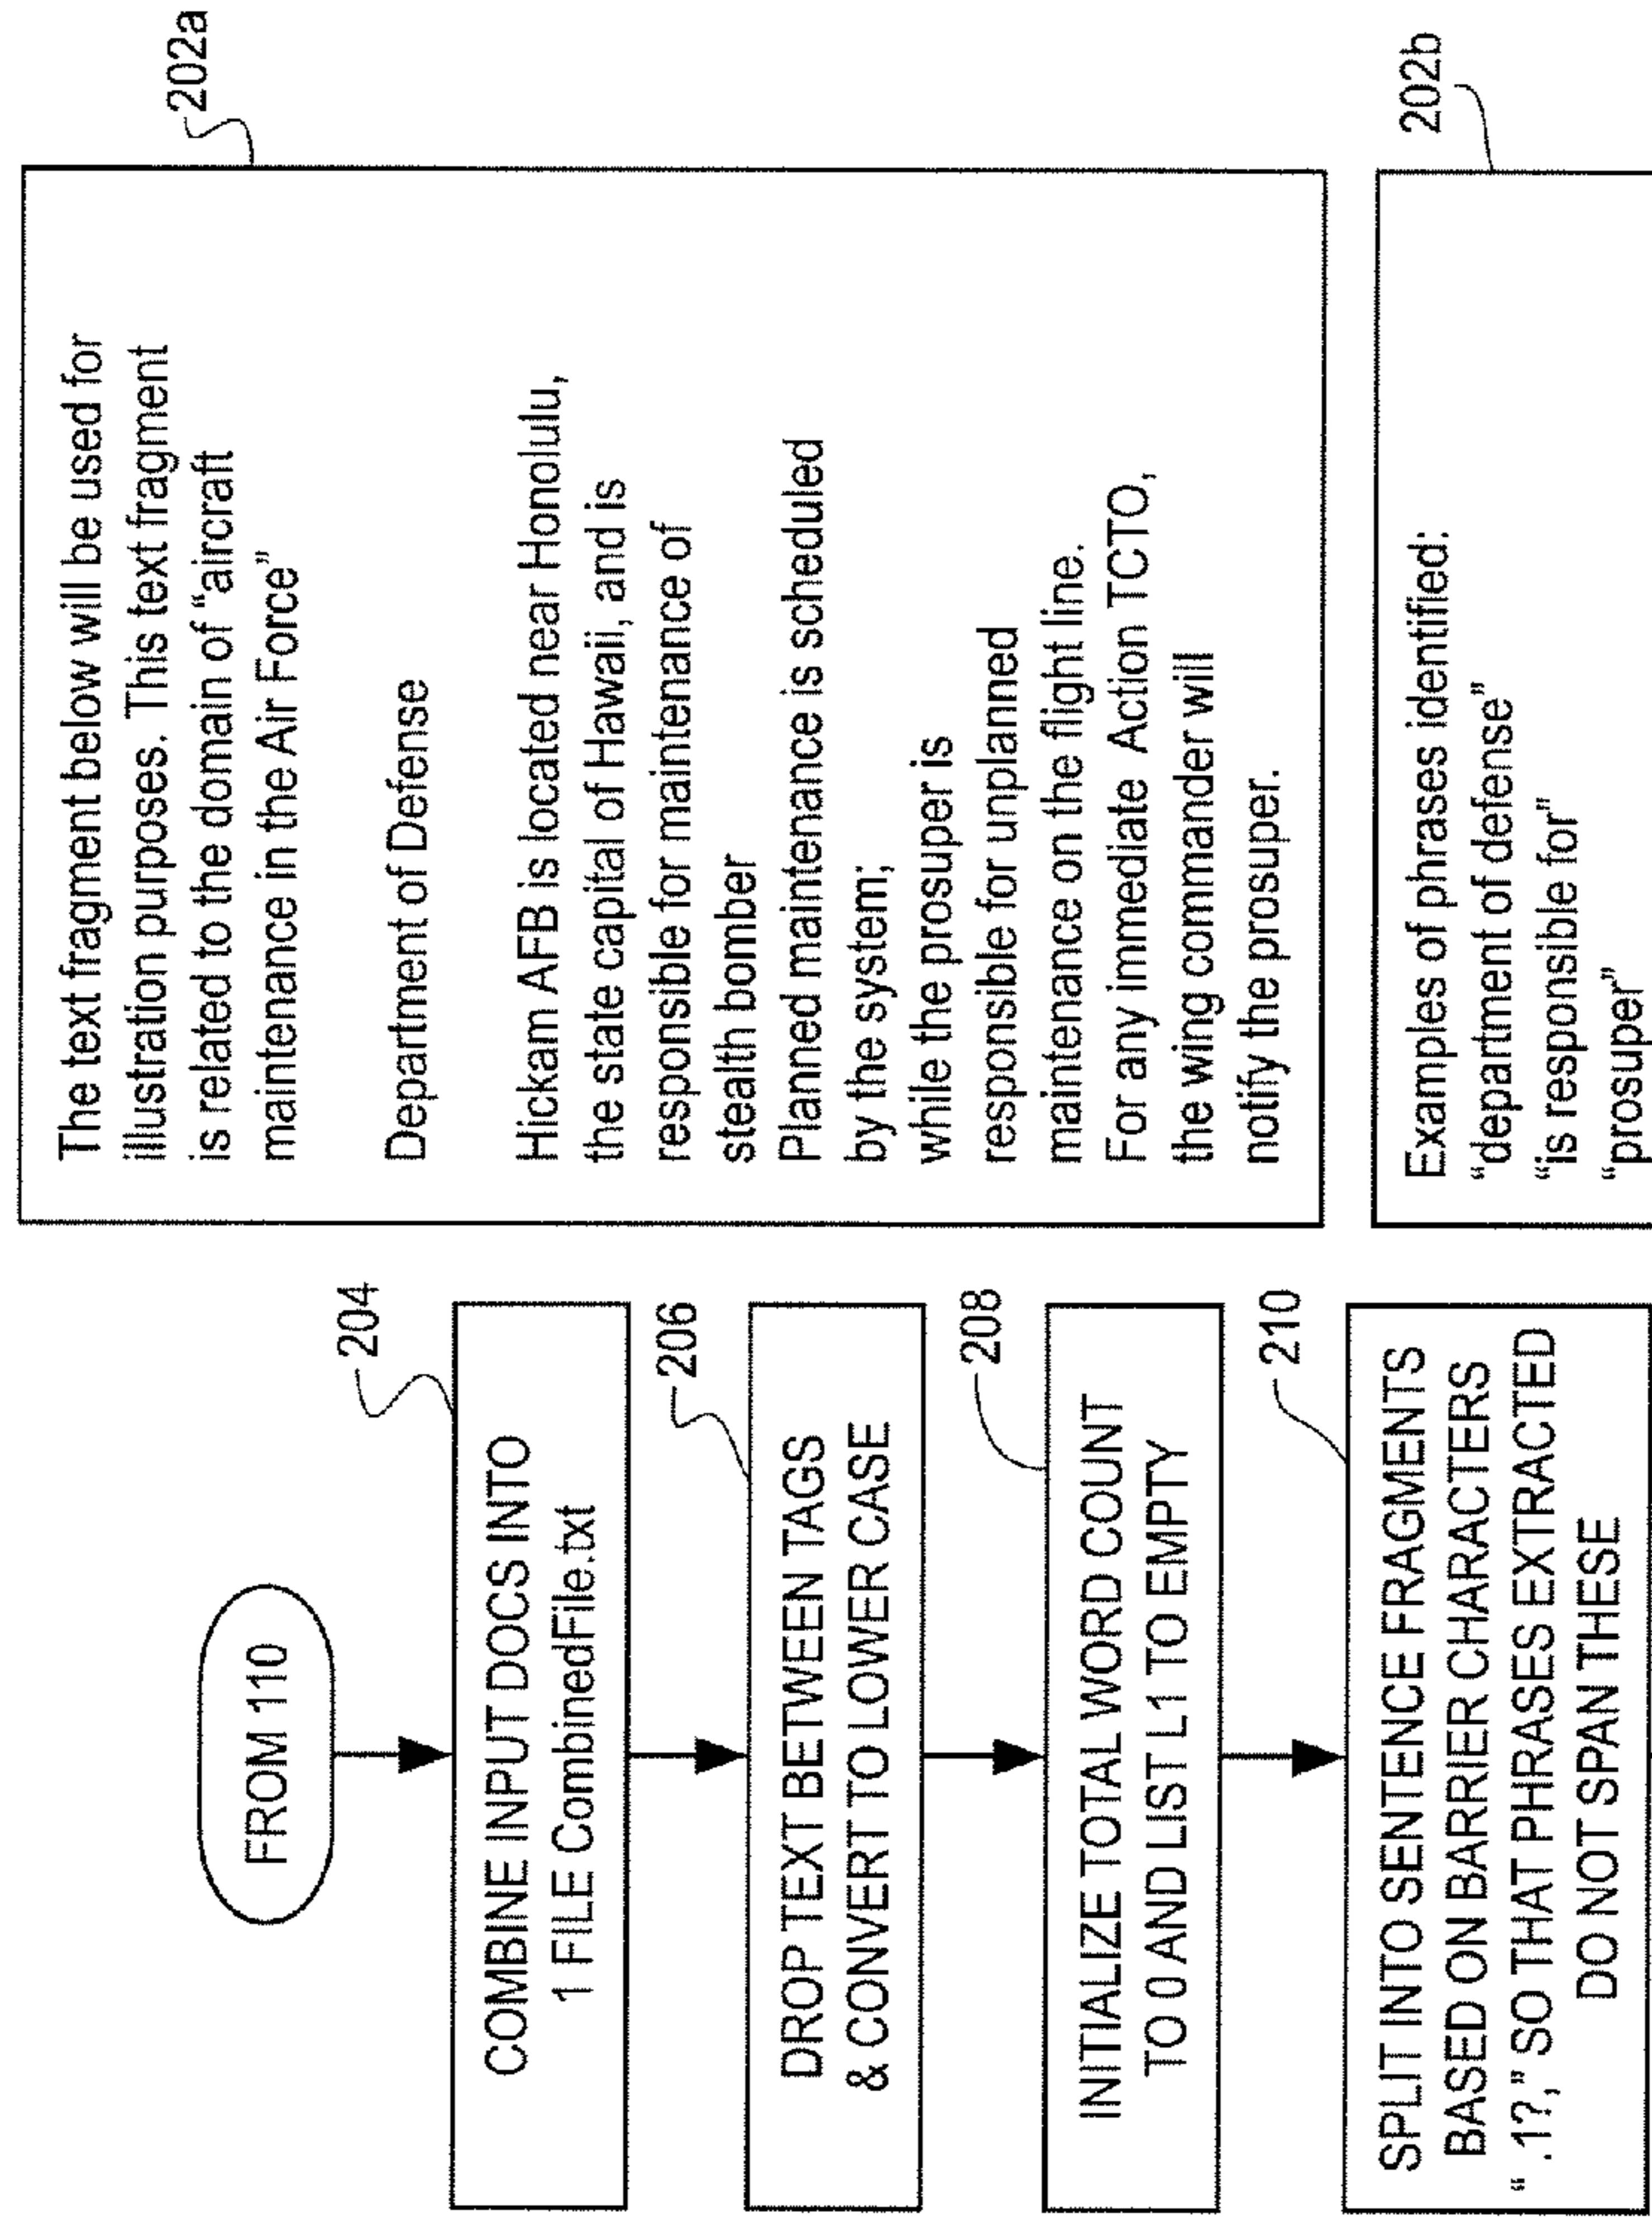 FROM 110
204
COMBINE INPUT DOCS INTO
1 FILE CombinedFile.txt
206
DROP TEXT BETWEEN TAGS
& CONVERT TO LOWER CASE
208
INITIALIZE TOTAL WORD COUNT
TO 0 AND LIST L1 TO EMPTY
210
SPLIT INTO SENTENCE FRAGMENTS
BASED ON BARRIER CHARACTERS
“ .1?,” SO THAT PHRASES EXTRACTED
DO NOT SPAN THESE
202a
The text fragment below will be used for
illustration purposes. This text fragment
is related to the domain of “aircraft
maintenance in the Air Force”
Department of Defense
Hickam AFB is located near Honolulu,
the state capital of Hawaii, and is
responsible for maintenance of
stealth bomber
Planned maintenance is scheduled
by the system;
while the prosuper is
responsible for unplanned
maintenance on the flight line.
For any immediate Action TCTO,
the wing commander will
notify the prosuper.
202b
Examples of phrases identified:
“department of defense”
“is responsible for”
“prosuper”